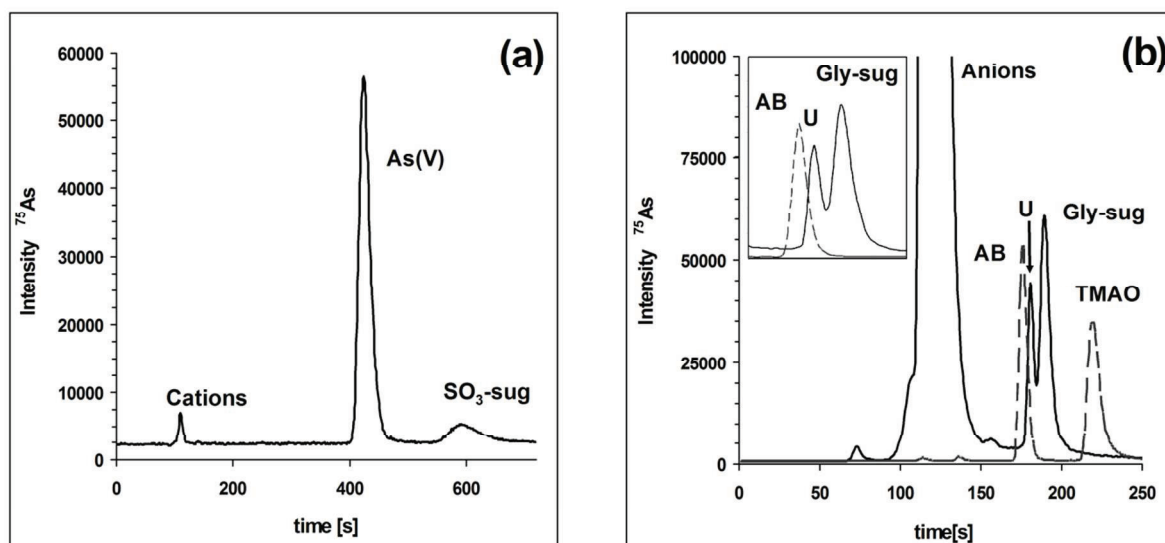 (a)
60000
50000
40000
30000
20000
10000
0
Intensity ⁷⁵As
As(V)
Cations
SO₃-sug
0 200 400 600
time [s]
(b)
100000
75000
50000
25000
0
Intensity ⁷⁵As
Gly-sug
AB
U
Anions
U
Gly-sug
AB
TMAO
0 50 100 150 200 250
time[s]